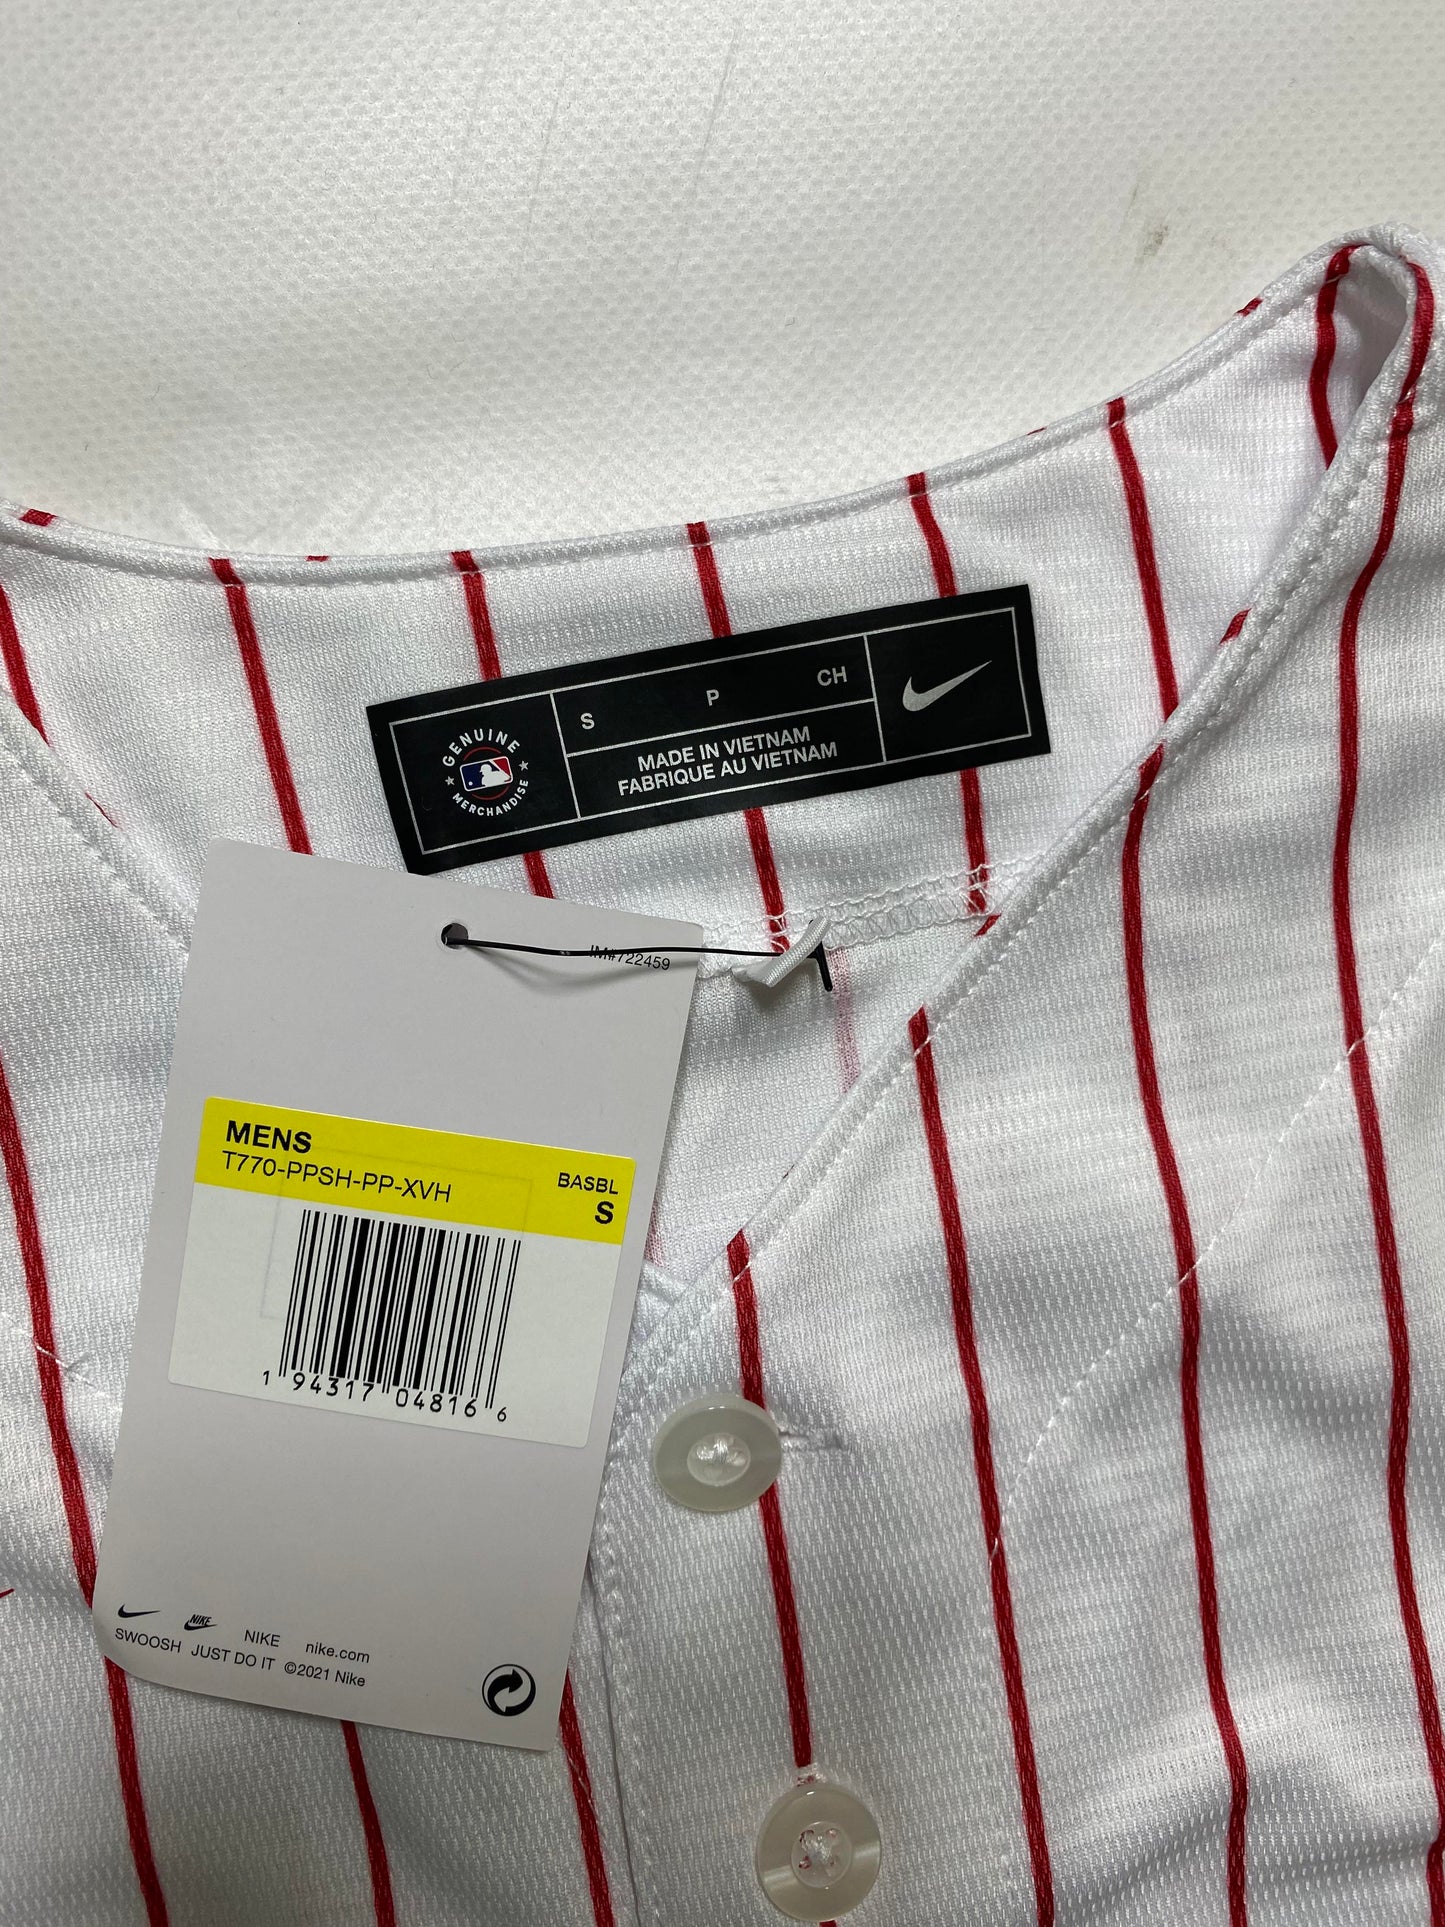 GENUINE
MERCHANDISE
S P CH
MADE IN VIETNAM
FABRIQUE AU VIETNAM
IM#722459
MENS
T770-PPSH-PP-XVH
BASBL
S
1 94317 04816 6
NIKE
NIKE nike.com
SWOOSH JUST DO IT ©2021 Nike